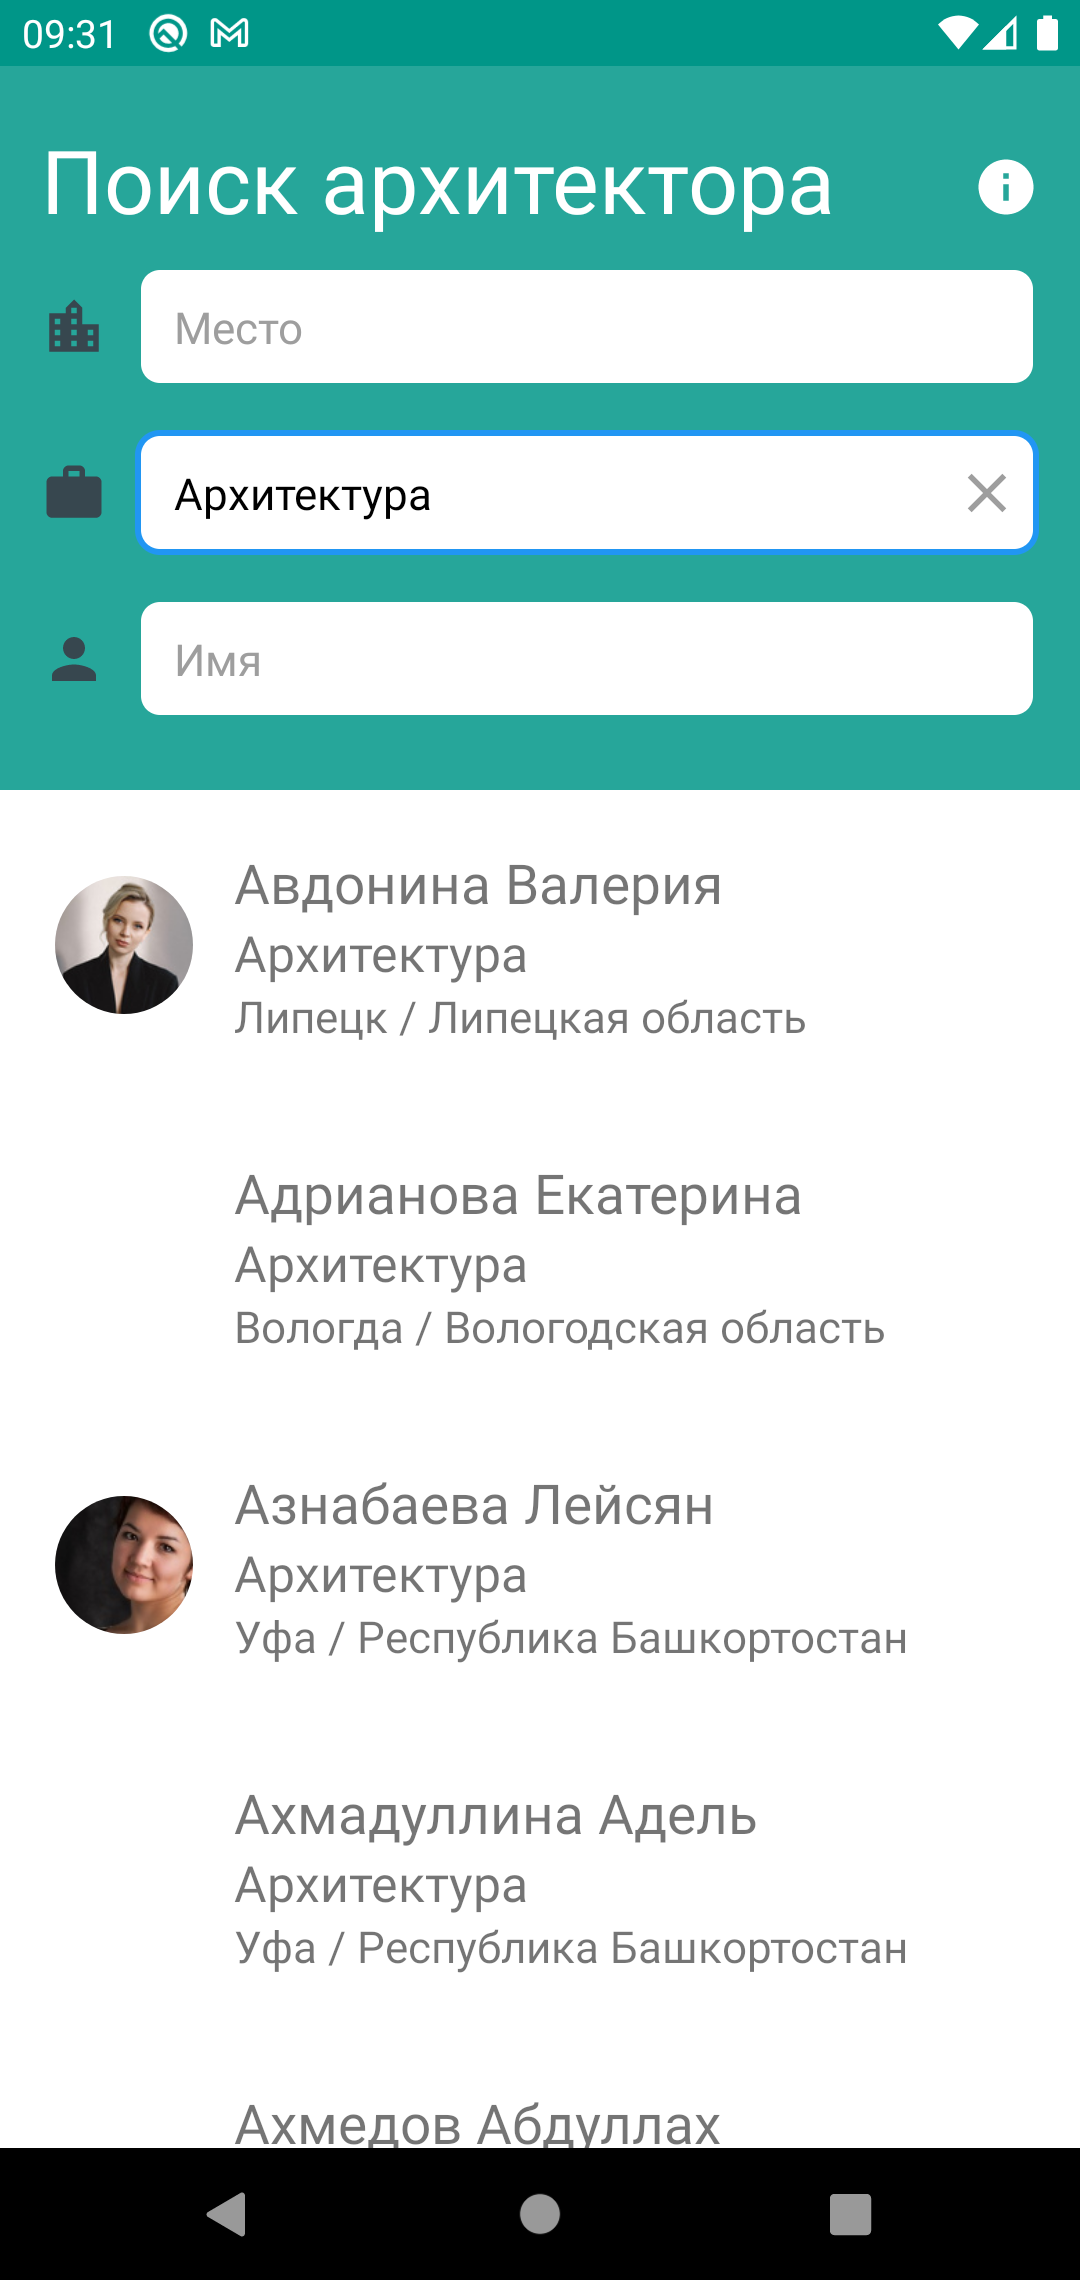 09:31
Поиск архитектора
Место
Архитектура
Имя
Авдонина Валерия
Архитектура
Липецк / Липецкая область
Адрианова Екатерина
Архитектура
Вологда / Вологодская область
Азнабаева Лейсян
Архитектура
Уфа / Республика Башкортостан
Ахмадуллина Адель
Архитектура
Уфа / Республика Башкортостан
Ахмедов Абдуллах